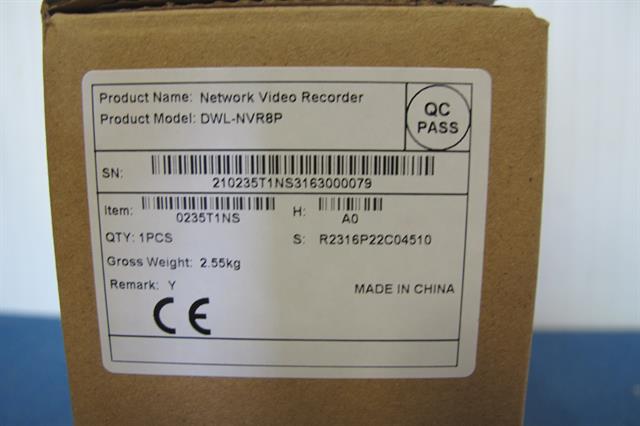 Product Name: Network Video Recorder
Product Model: DWL-NVR8P
QC
PASS
SN:
210235T1NS3163000079
Item: 0235T1NS H: A0
QTY: 1PCS S: R2316P22C04510
Gross Weight: 2.55kg
Remark: Y MADE IN CHINA
CE